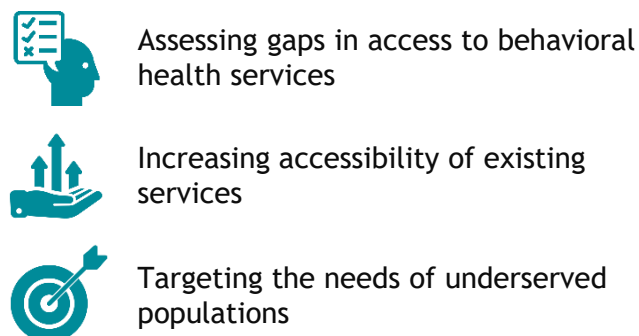 Assessing gaps in access to behavioral
health services
Increasing accessibility of existing
services
Targeting the needs of underserved
populations